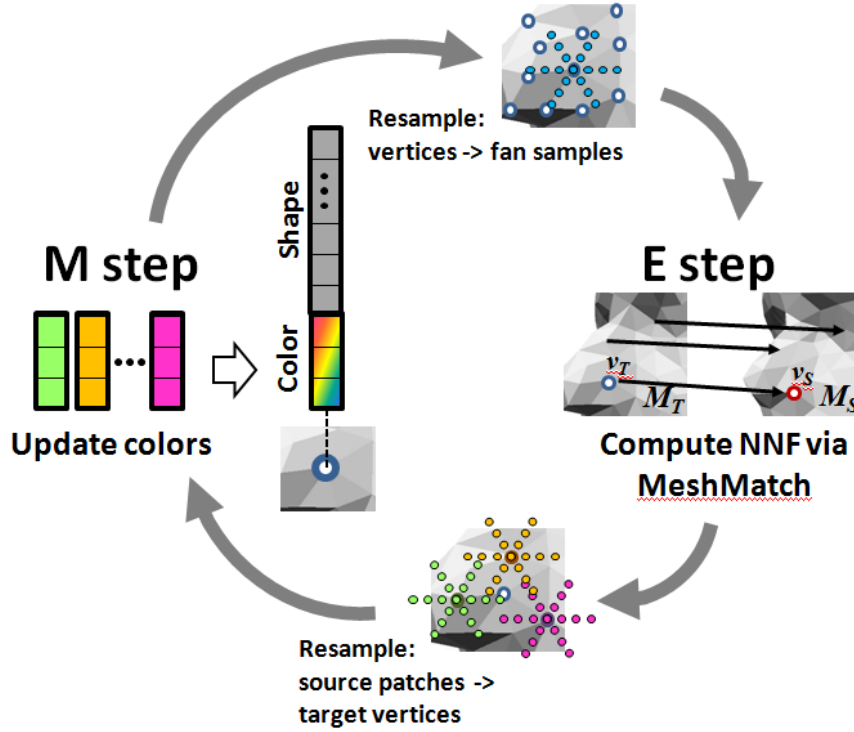 Resample:
vertices -> fan samples
Shape
Color
M step
Update colors
E step
v_T
M_T
v_S
M_S
Compute NNF via
MeshMatch
Resample:
source patches ->
target vertices